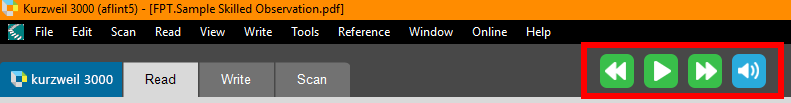 Kurzweil 3000 (aflint5) - [FPT.Sample Skilled Observation.pdf]
File Edit Scan Read View Write Tools Reference Window Online Help
kurzweil 3000 Read Write Scan